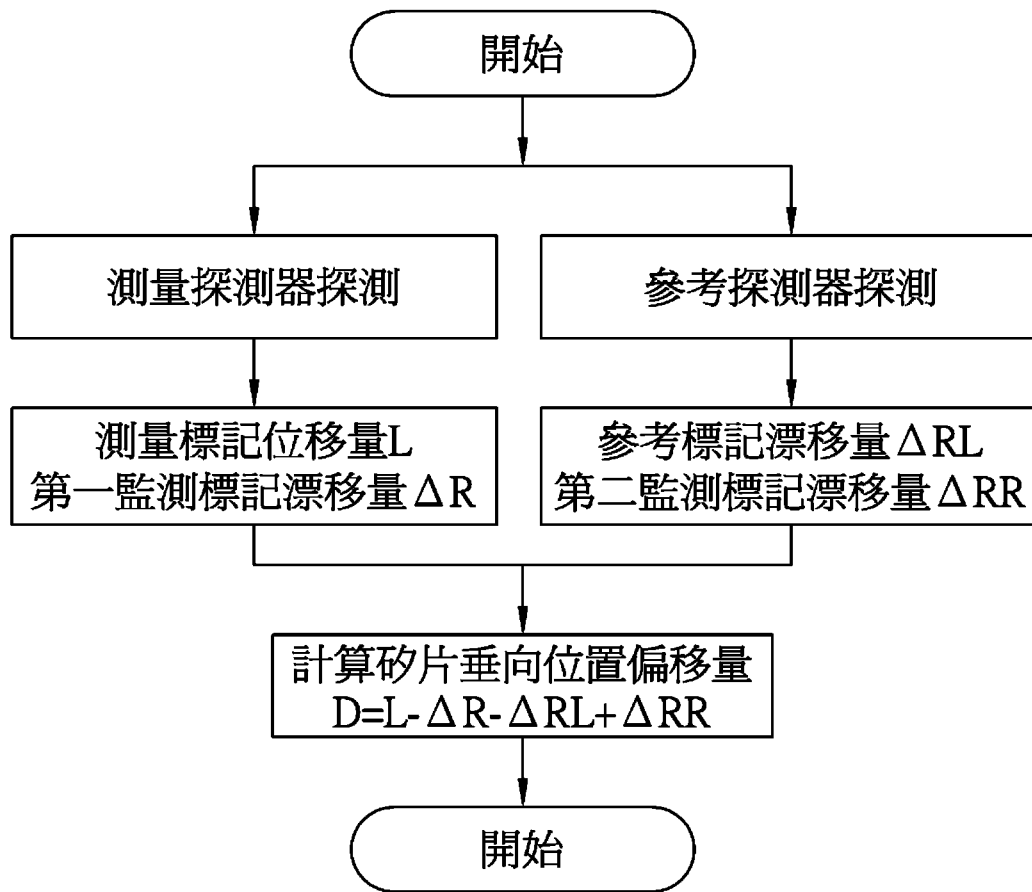 開始
測量探測器探測
參考探測器探測
測量標記位移量L
第一監測標記漂移量ΔR
參考標記漂移量ΔRL
第二監測標記漂移量ΔRR
計算矽片垂向位置偏移量
D=L-ΔR-ΔRL+ΔRR
開始